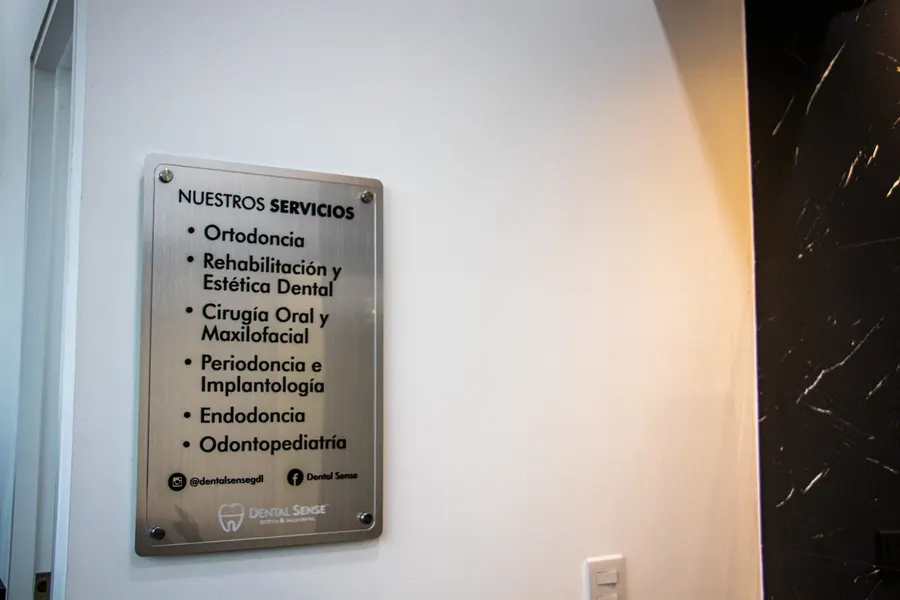 NUESTROS SERVICIOS
• Ortodoncia
• Rehabilitación y
Estética Dental
• Cirugía Oral y
Maxilofacial
• Periodoncia e
Implantología
• Endodoncia
• Odontopediatría
@dentalsensegdl
Dental Sense
DENTAL SENSE